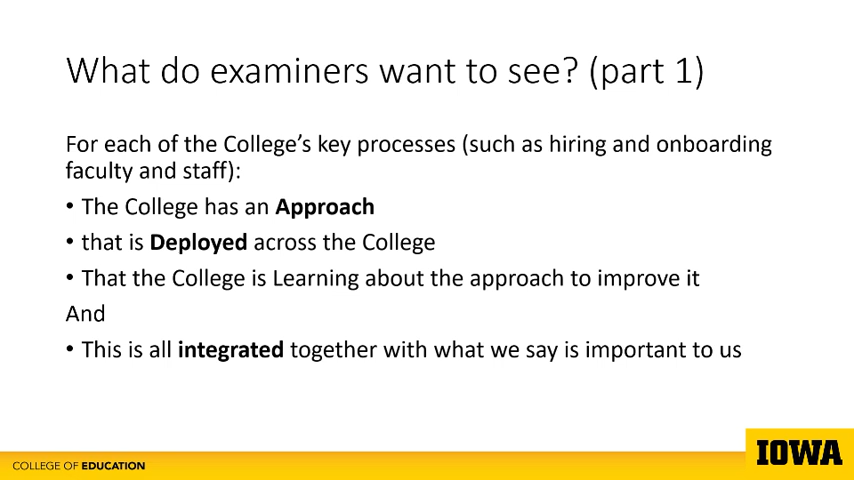 What do examiners want to see? (part 1)
For each of the College's key processes (such as hiring and onboarding
faculty and staff):
• The College has an Approach
• that is Deployed across the College
• That the College is Learning about the approach to improve it
And
• This is all integrated together with what we say is important to us
COLLEGE OF EDUCATION
IOWA